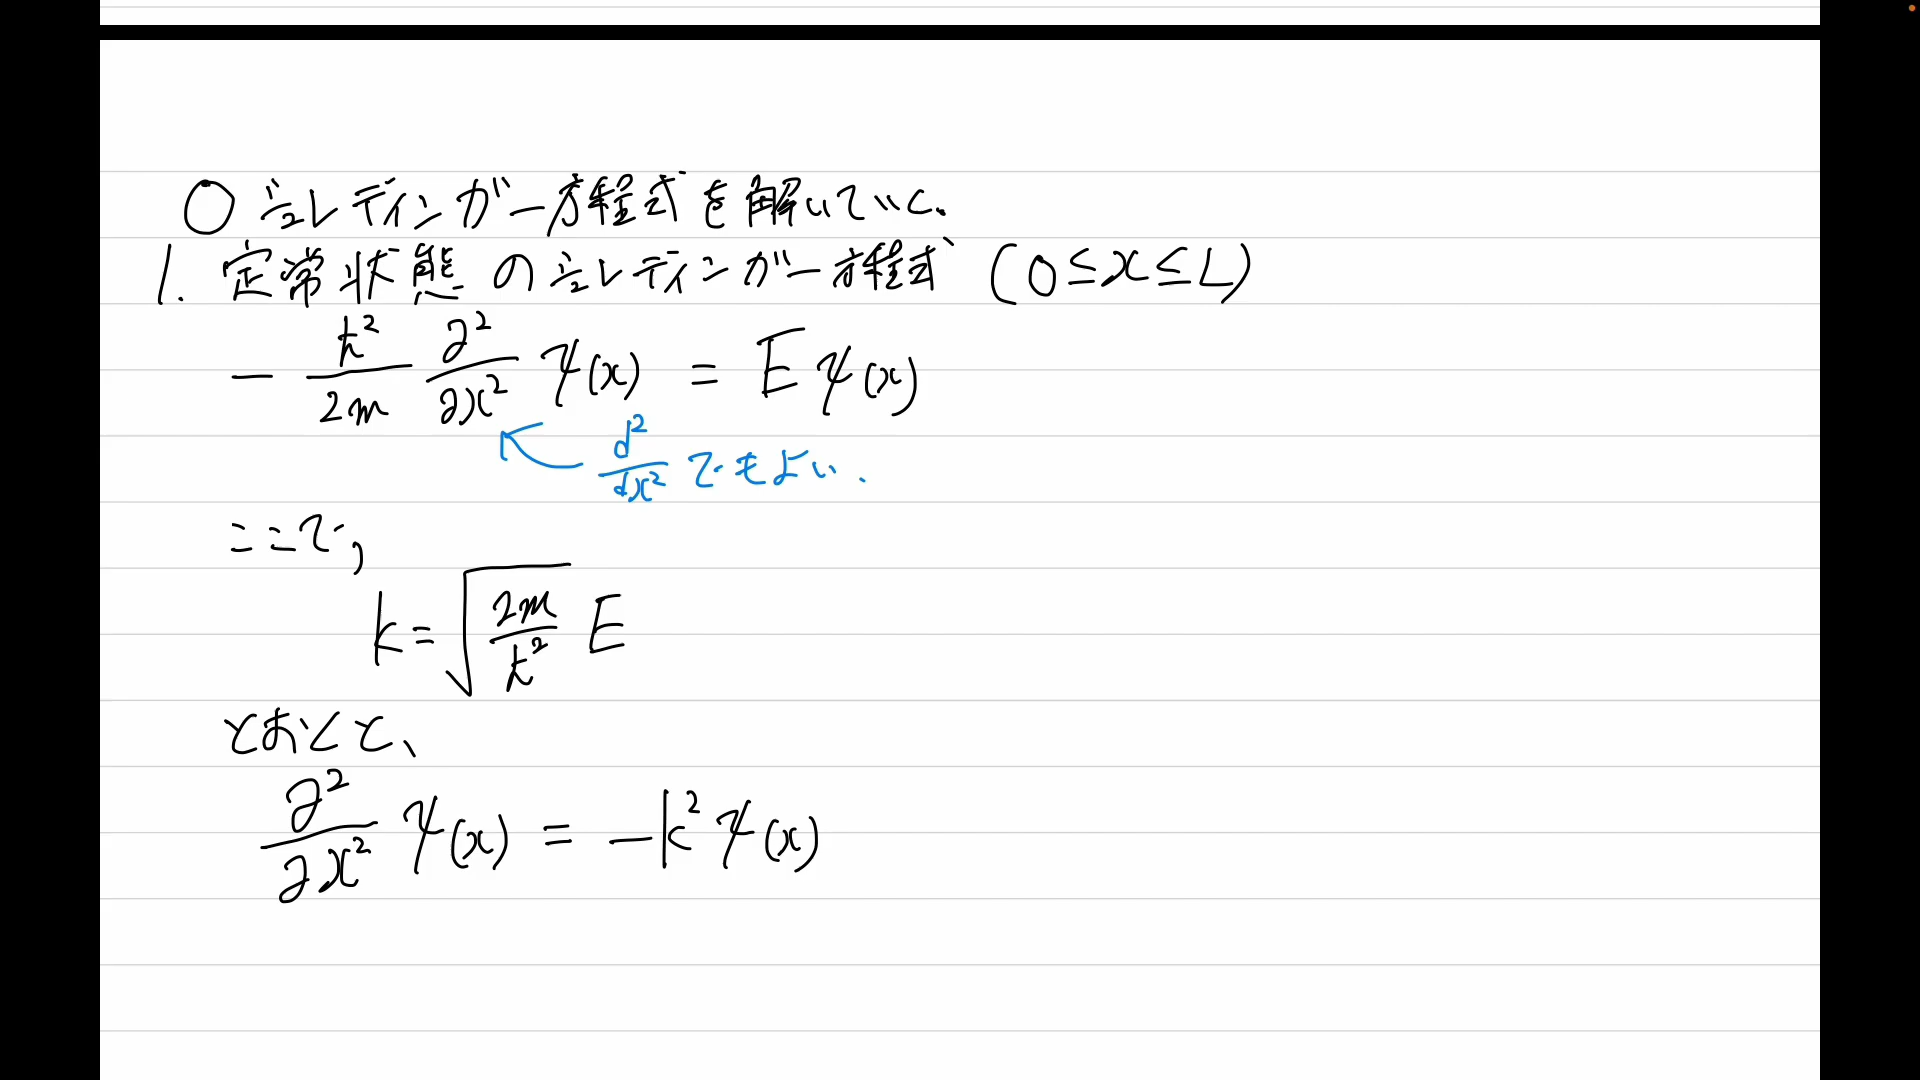 ○ シュレディンガー方程式を解いていく.
1. 定常状態のシュレディンガー方程式 (0≤x≤L)
- ħ²/2m ∂²/∂x² ψ(x) = Eψ(x)
d²/dx² でもよい.
ここで,
k=√(2m/ħ²) E
とおくと、
∂²/∂x² ψ(x) = -k² ψ(x)